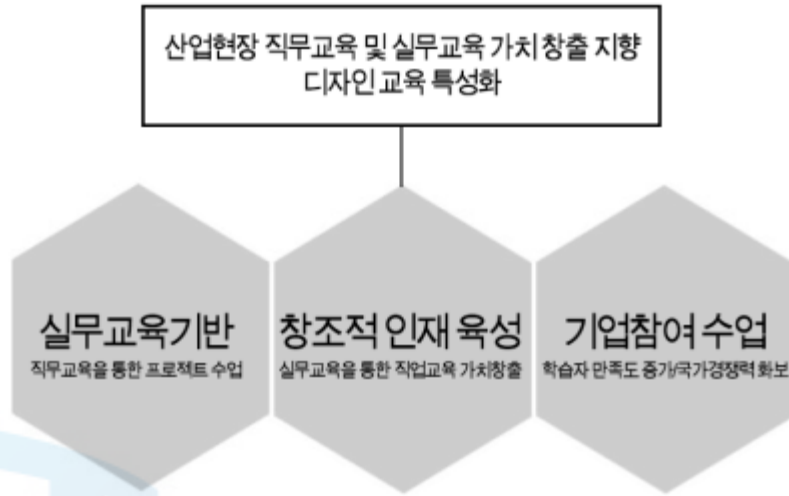 산업현장 직무교육 및 실무교육 가치 창출 지향
디자인 교육 특성화
실무교육기반
직무교육을 통한 프로젝트 수업
창조적 인재 육성
실무교육을 통한 직업교육 가치창출
기업참여 수업
학습자 만족도 증가/국가경쟁력 화보